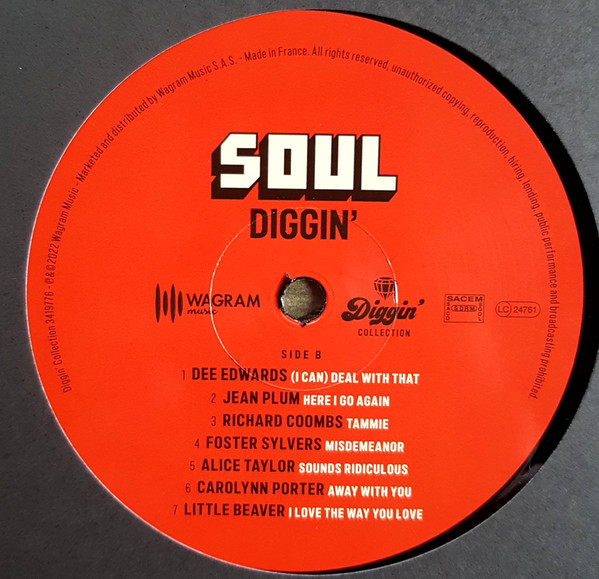 Diggin' Collection 3419776 - ℗ & © 2022 Wagram Music - Marketed and distributed by Wagram Music S.A.S. - Made in France. All rights reserved, unauthorized copying, reproduction, hiring, lending, public performance and broadcasting prohibited.
SOUL
DIGGIN'
WAGRAM
music
Diggin'
COLLECTION
SACEM
SDRM
LC 24761
SIDE B
1 DEE EDWARDS (I CAN) DEAL WITH THAT
2 JEAN PLUM HERE I GO AGAIN
3 RICHARD COOMBS TAMMIE
4 FOSTER SYLVERS MISDEMEANOR
5 ALICE TAYLOR SOUNDS RIDICULOUS
6 CAROLYNN PORTER AWAY WITH YOU
7 LITTLE BEAVER I LOVE THE WAY YOU LOVE